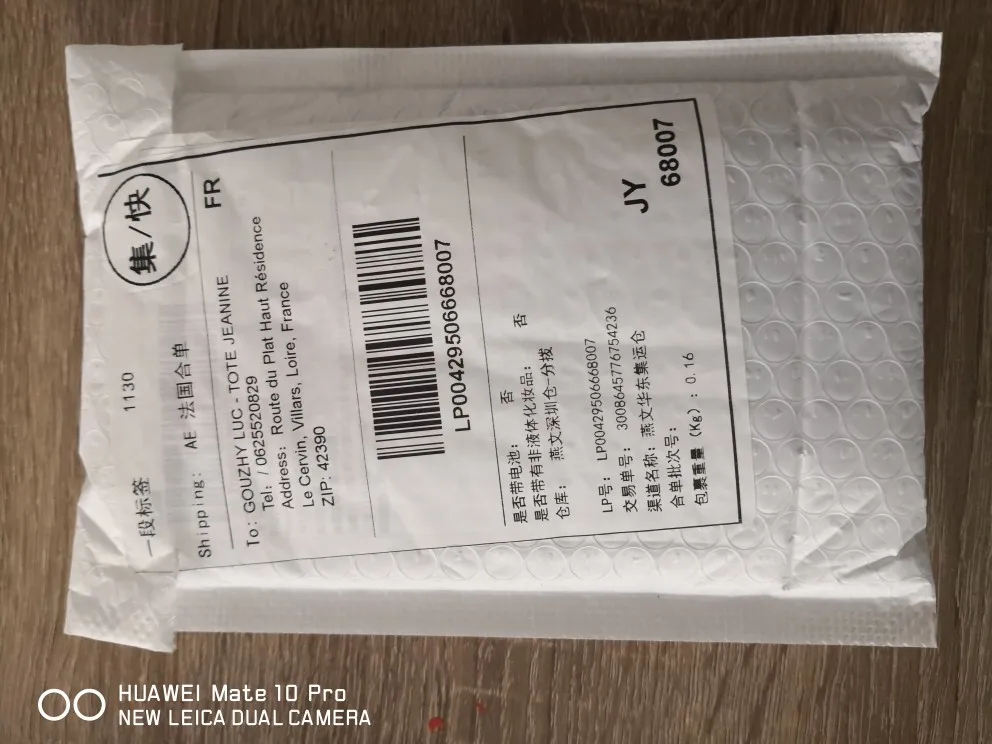 一段标签 1130 集/快
Shipping: AE 法国合单 FR
To: GOUZHY LUC - TOTE JEANINE
Tel: / 0625520829
Address: Route du Plat Haut Résidence
Le Cervin, Villars, Loire, France
ZIP: 42390
LP00429506668007
是否带电池: 否
是否带有非液体化妆品: 否
仓库: 燕文深圳仓-分拨
LP号: LP00429506668007
交易单号: 3008645776754236
渠道名称: 燕文华东集运仓
合单批次号:
包裹重量 (Kg): 0.16
JY
68007
HUAWEI Mate 10 Pro
NEW LEICA DUAL CAMERA